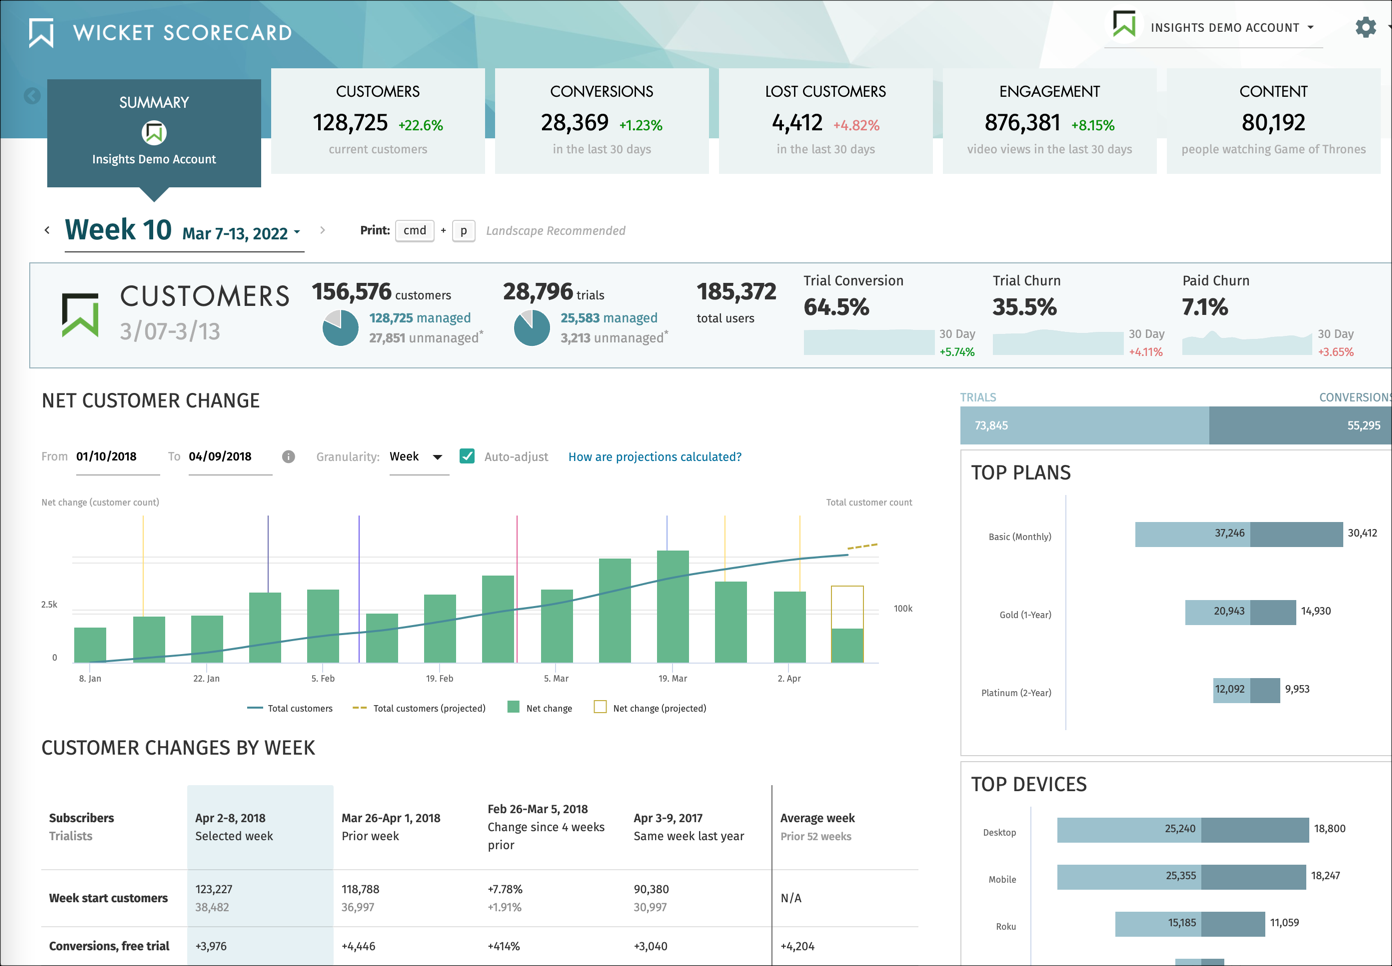 WICKET SCORECARD
INSIGHTS DEMO ACCOUNT
SUMMARY
Insights Demo Account
CUSTOMERS
128,725 +22.6%
current customers
CONVERSIONS
28,369 +1.23%
in the last 30 days
LOST CUSTOMERS
4,412 +4.82%
in the last 30 days
ENGAGEMENT
876,381 +8.15%
video views in the last 30 days
CONTENT
80,192
people watching Game of Thrones
Week 10 Mar 7-13, 2022
Print: cmd + p Landscape Recommended
CUSTOMERS
3/07-3/13
156,576 customers
128,725 managed
27,851 unmanaged*
28,796 trials
25,583 managed
3,213 unmanaged*
185,372
total users
Trial Conversion
64.5%
30 Day
+5.74%
Trial Churn
35.5%
30 Day
+4.11%
Paid Churn
7.1%
30 Day
+3.65%
NET CUSTOMER CHANGE
From 01/10/2018 To 04/09/2018 Granularity: Week Auto-adjust How are projections calculated?
Net change (customer count) Total customer count
2.5k
0
100k
8. Jan 22. Jan 5. Feb 19. Feb 5. Mar 19. Mar 2. Apr
Total customers Total customers (projected) Net change Net change (projected)
TRIALS CONVERSIONS
73,845 55,295
TOP PLANS
Basic (Monthly) 37,246 30,412
Gold (1-Year) 20,943 14,930
Platinum (2-Year) 12,092 9,953
TOP DEVICES
Desktop 25,240 18,800
Mobile 25,355 18,247
Roku 15,185 11,059
CUSTOMER CHANGES BY WEEK
Subscribers
Trialists
Apr 2-8, 2018
Selected week
Mar 26-Apr 1, 2018
Prior week
Feb 26-Mar 5, 2018
Change since 4 weeks
prior
Apr 3-9, 2017
Same week last year
Average week
Prior 52 weeks
Week start customers
123,227 118,788 +7.78% 90,380 N/A
38,482 36,997 +1.91% 30,997
Conversions, free trial +3,976 +4,446 +414% +3,040 +4,204